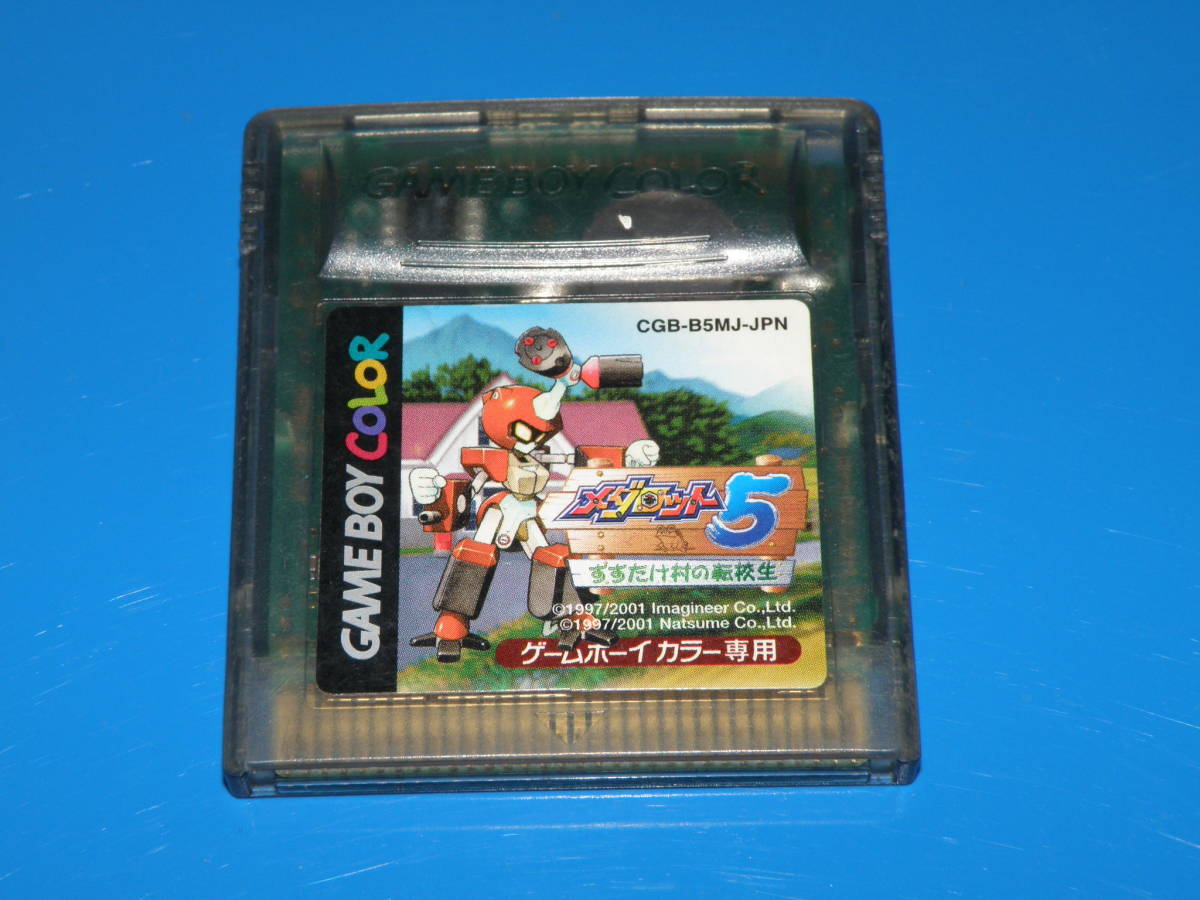 GAME BOY COLOR
GAME BOY COLOR
CGB-B5MJ-JPN
メダロット5
すすたけ村の転校生
©1997/2001 Imagineer Co.,Ltd.
©1997/2001 Natsume Co.,Ltd.
ゲームボーイ カラー専用